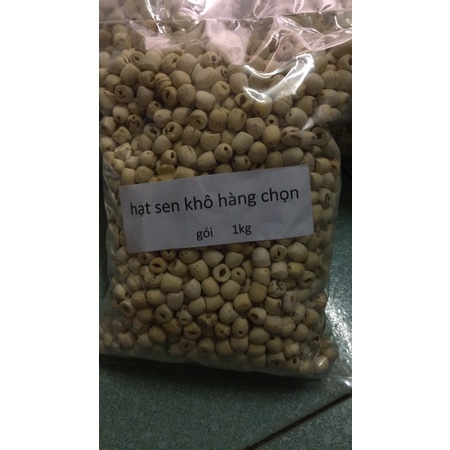 hạt sen khô hàng chọn
gói 1kg